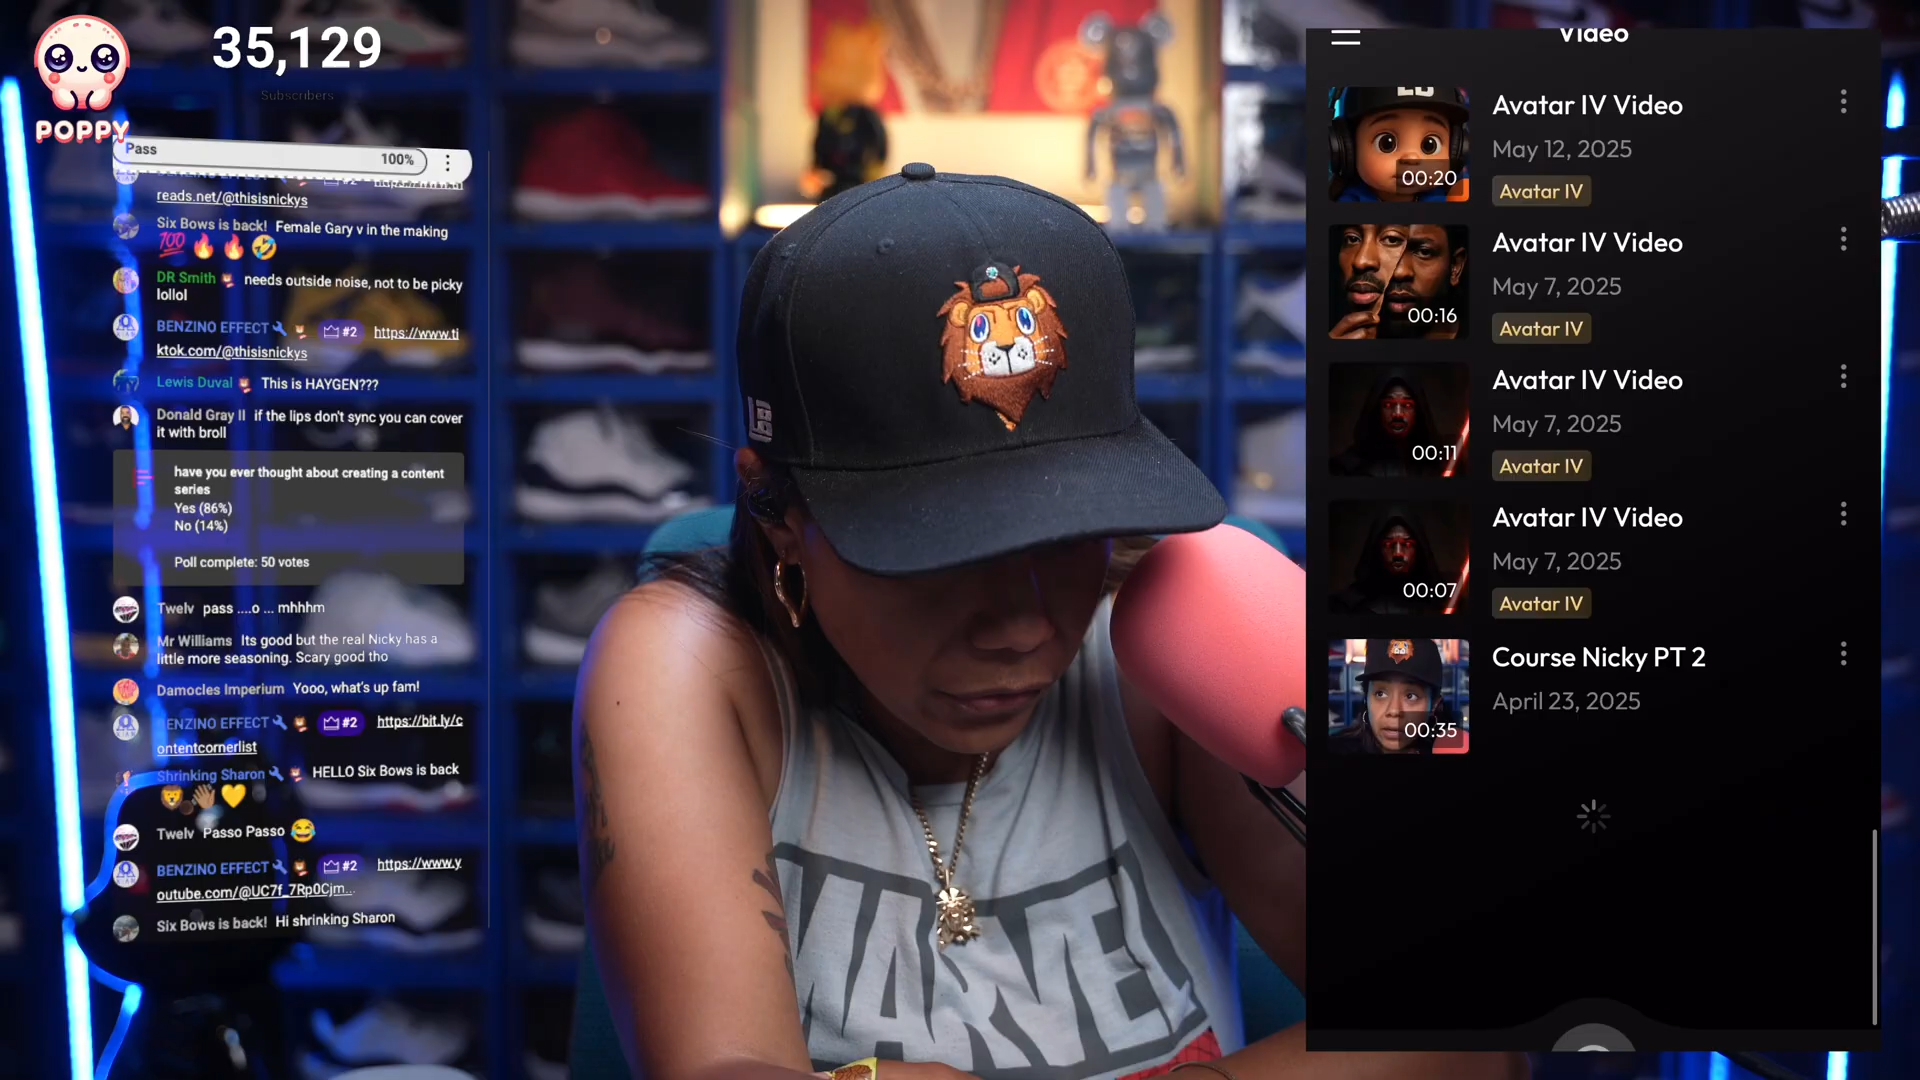 POPPY
35,129
Subscribers
Pass
100%
#2
reads.net/@thisisnickys
Six Bows is back! Female Gary v in the making
💯🔥🔥🤣
DR Smith needs outside noise, not to be picky
lollol
BENZINO EFFECT #2 https://www.ti
ktok.com/@thisisnickys
Lewis Duval This is HAYGEN???
Donald Gray II if the lips don't sync you can cover
it with broll
have you ever thought about creating a content
series
Yes (86%)
No (14%)
Poll complete: 50 votes
Twelv pass ....o ... mhhhm
Mr Williams Its good but the real Nicky has a
little more seasoning. Scary good tho
Damocles Imperium Yooo, what's up fam!
BENZINO EFFECT #2 https://bit.ly/c
ontentcornerlist
Shrinking Sharon HELLO Six Bows is back
🦁👋🏽💛
Twelv Passo Passo 😂
BENZINO EFFECT #2 https://www.y
outube.com/@UC7f_7Rp0Cjm...
Six Bows is back! Hi shrinking Sharon
LB
MARVEL
Video
Avatar IV Video
May 12, 2025
00:20
Avatar IV
Avatar IV Video
May 7, 2025
00:16
Avatar IV
Avatar IV Video
May 7, 2025
00:11
Avatar IV
Avatar IV Video
May 7, 2025
00:07
Avatar IV
Course Nicky PT 2
April 23, 2025
00:35